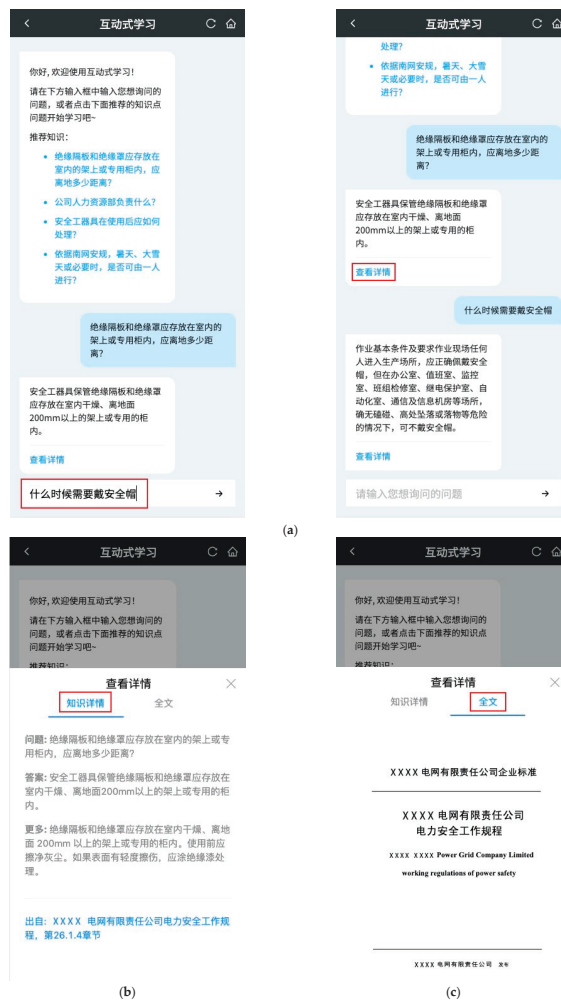 互动式学习
你好, 欢迎使用互动式学习!
请在下方输入框中输入您想询问的
问题，或者点击下面推荐的知识点
问题开始学习吧~
推荐知识:
• 绝缘隔板和绝缘罩应存放在
室内的架上或专用柜内，应
离地多少距离?
• 公司人力资源部负责什么?
• 安全工器具在使用后应如何
处理?
• 依据南网安规，暑天、大雪
天或必要时，是否可由一人
进行?
绝缘隔板和绝缘罩应存放在室内的
架上或专用柜内，应离地多少距
离?
安全工器具保管绝缘隔板和绝缘罩
应存放在室内干燥、离地面
200mm以上的架上或专用的柜
内。
查看详情
什么时候需要戴安全帽
互动式学习
处理?
• 依据南网安规，暑天、大雪
天或必要时，是否可由一人
进行?
绝缘隔板和绝缘罩应存放在室内的
架上或专用柜内，应离地多少距
离?
安全工器具保管绝缘隔板和绝缘罩
应存放在室内干燥、离地面
200mm以上的架上或专用的柜
内。
查看详情
什么时候需要戴安全帽
作业基本条件及要求作业现场任何
人进入生产场所，应正确佩戴安全
帽，但在办公室、值班室、监控
室、班组检修室、继电保护室、自
动化室、通信及信息机房等场所，
确无磕碰、高处坠落或落物等危险
的情况下，可不戴安全帽。
查看详情
请输入您想询问的问题
(a)
互动式学习
你好, 欢迎使用互动式学习!
请在下方输入框中输入您想询问的
问题，或者点击下面推荐的知识点
问题开始学习吧~
推荐知识:
查看详情
知识详情 全文
问题: 绝缘隔板和绝缘罩应存放在室内的架上或专
用柜内，应离地多少距离?
答案: 安全工器具保管绝缘隔板和绝缘罩应存放在
室内干燥、离地面200mm以上的架上或专用的柜
内。
更多: 绝缘隔板和绝缘罩应存放在室内干燥、离地
面 200mm 以上的架上或专用的柜内。使用前应
擦净灰尘。如果表面有轻度擦伤，应涂绝缘漆处
理。
出自: XXXX 电网有限责任公司电力安全工作规
程，第26.1.4章节
(b)
互动式学习
你好, 欢迎使用互动式学习!
请在下方输入框中输入您想询问的
问题，或者点击下面推荐的知识点
问题开始学习吧~
推荐知识:
查看详情
知识详情 全文
XXXX 电网有限责任公司企业标准
XXXX 电网有限责任公司
电力安全工作规程
XXXX XXXX Power Grid Company Limited
working regulations of power safety
XXXX 电网有限责任公司 发布
(c)